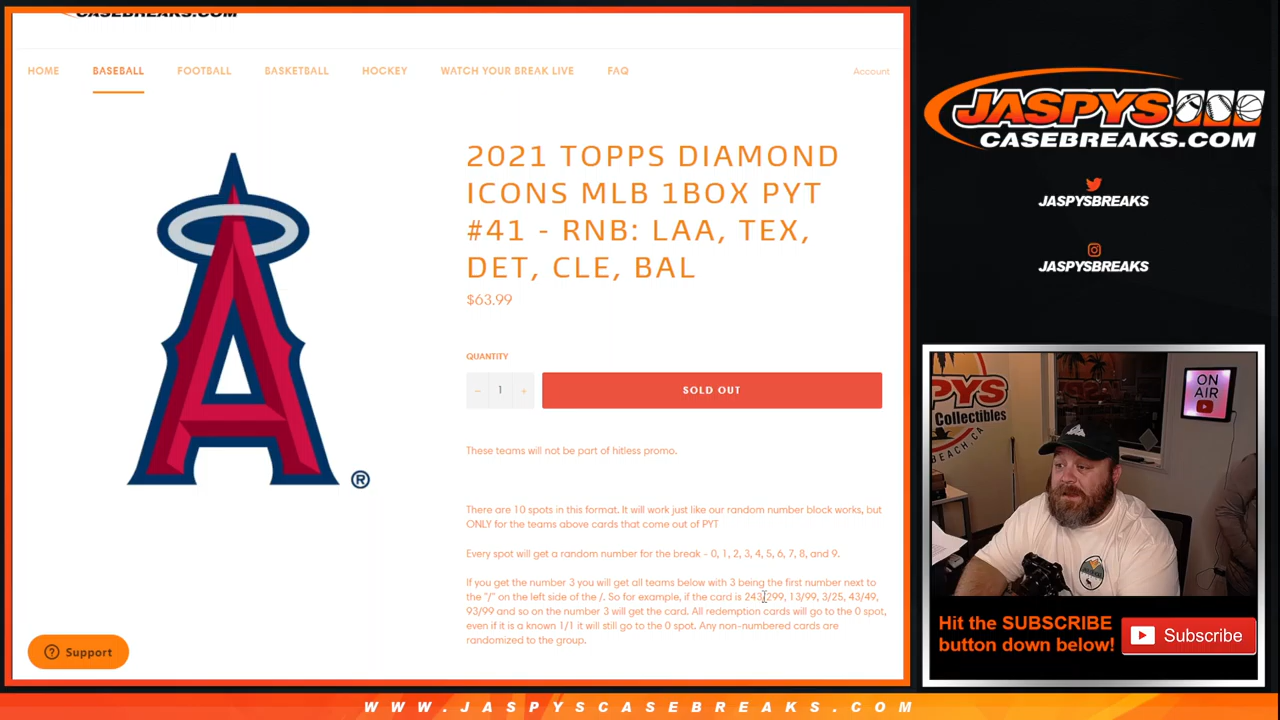 CASEBREAKS.COM
HOME BASEBALL FOOTBALL BASKETBALL HOCKEY WATCH YOUR BREAK LIVE FAQ Account
2021 TOPPS DIAMOND
ICONS MLB 1BOX PYT
#41 - RNB: LAA, TEX,
DET, CLE, BAL
$63.99
QUANTITY
− 1 + SOLD OUT
These teams will not be part of hitless promo.
There are 10 spots in this format. It will work just like our random number block works, but
ONLY for the teams above cards that come out of PYT
Every spot will get a random number for the break - 0, 1, 2, 3, 4, 5, 6, 7, 8, and 9.
If you get the number 3 you will get all teams below with 3 being the first number next to
the "/" on the left side of the /. So for example, if the card is 243/299, 13/99, 3/25, 43/49,
93/99 and so on the number 3 will get the card. All redemption cards will go to the 0 spot,
even if it is a known 1/1 it will still go to the 0 spot. Any non-numbered cards are
randomized to the group.
A ®
? Support
JASPYS
CASEBREAKS.COM
JASPYSBREAKS
JASPYSBREAKS
PYS
Collectibles
BEACH, CA
ON
AIR
Hit the SUBSCRIBE
button down below!
Subscribe
WWW.JASPYSCASEBREAKS.COM